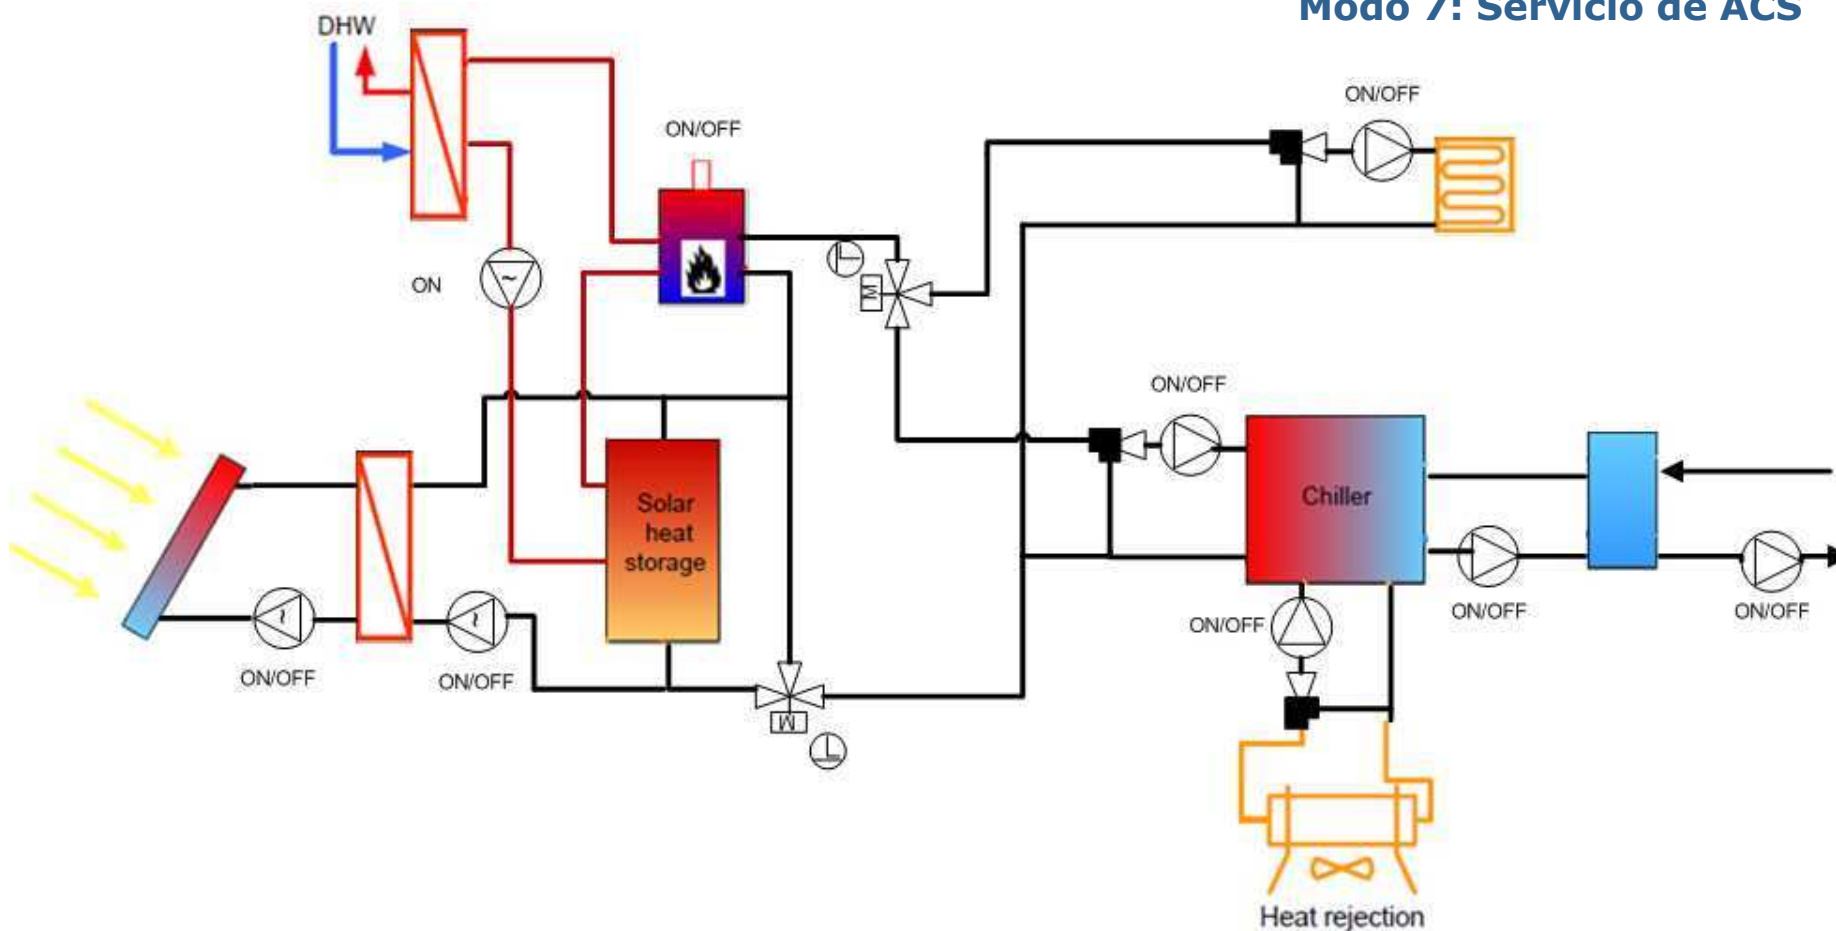 Modo 7: Servicio de ACS
DHW
ON/OFF
ON/OFF
ON
M
ON/OFF
Solar
heat
storage
Chiller
ON/OFF
ON/OFF
ON/OFF
ON/OFF
ON/OFF
M
Heat rejection